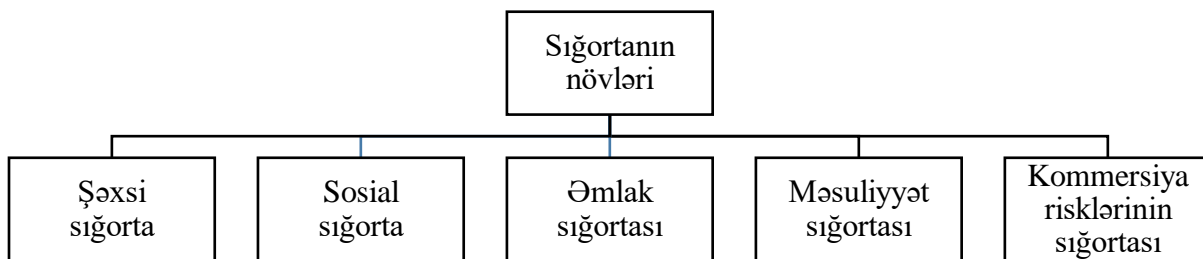 Sığortanın
növləri
Şəxsi
sığorta
Sosial
sığorta
Əmlak
sığortası
Məsuliyyət
sığortası
Kommersiya
risklərinin
sığortası